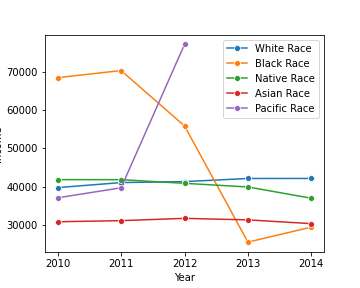 White Race
Black Race
Native Race
Asian Race
Pacific Race
70000
60000
50000
40000
30000
2010
2011
2012
2013
2014
Year